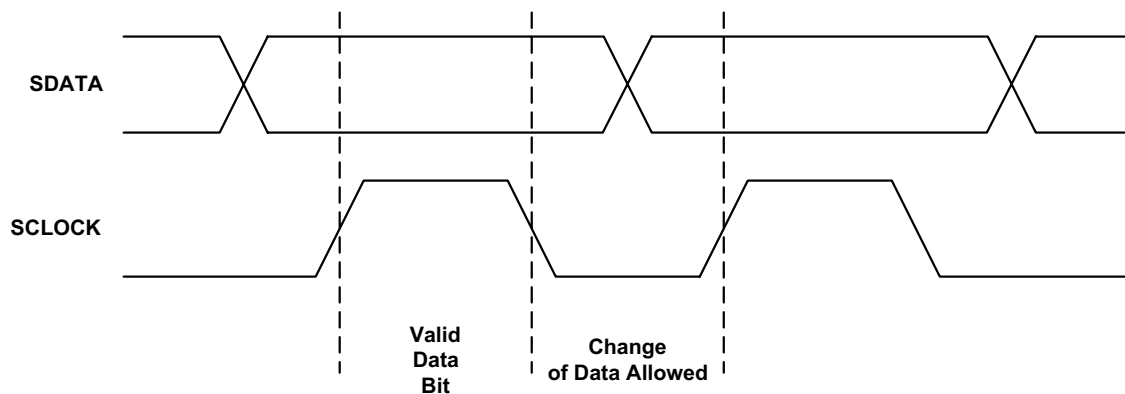 SDATA
SCLOCK
Valid
Data
Bit
Change
of Data Allowed